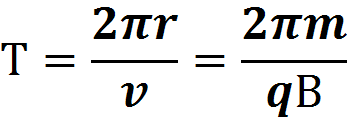 T = 2πr/v = 2πm/qB